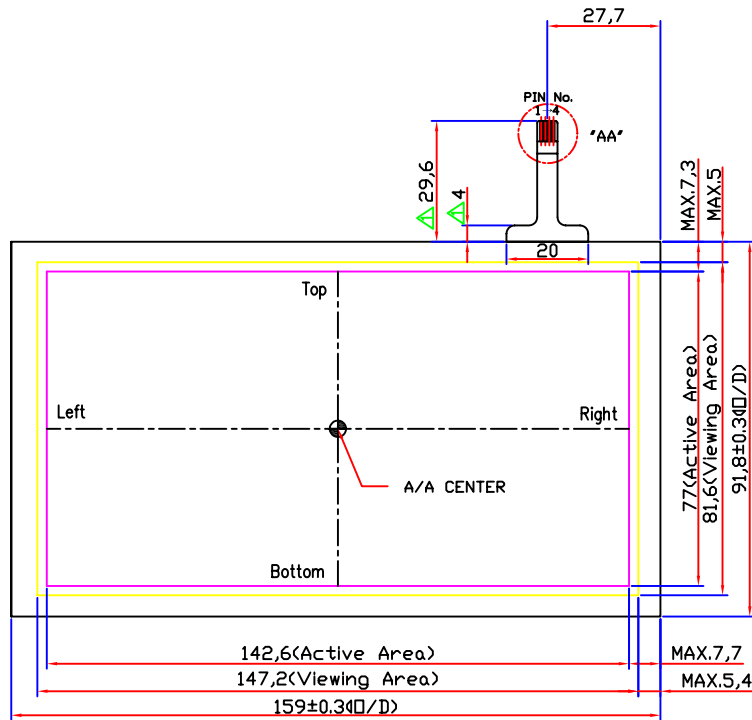 27,7
PIN No.
1-4
"AA"
29,6
4
MAX.7,3
MAX.5
20
Top
Left
Right
A/A CENTER
Bottom
77(Active Area)
81,6(Viewing Area)
91,8±0.3(O/D)
142,6(Active Area)
MAX.7,7
147,2(Viewing Area)
MAX.5,4
159±0.3(O/D)